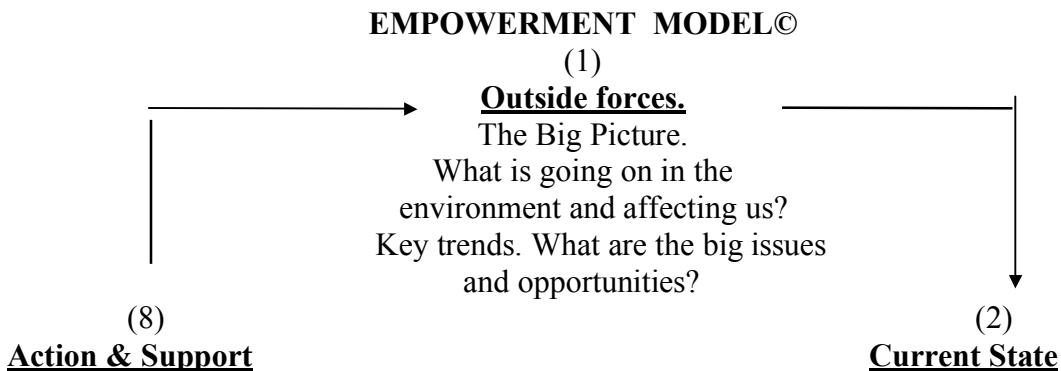 EMPOWERMENT MODEL©
(1)
Outside forces.
The Big Picture.
What is going on in the
environment and affecting us?
Key trends. What are the big issues
and opportunities?
(8)
Action & Support
(2)
Current State